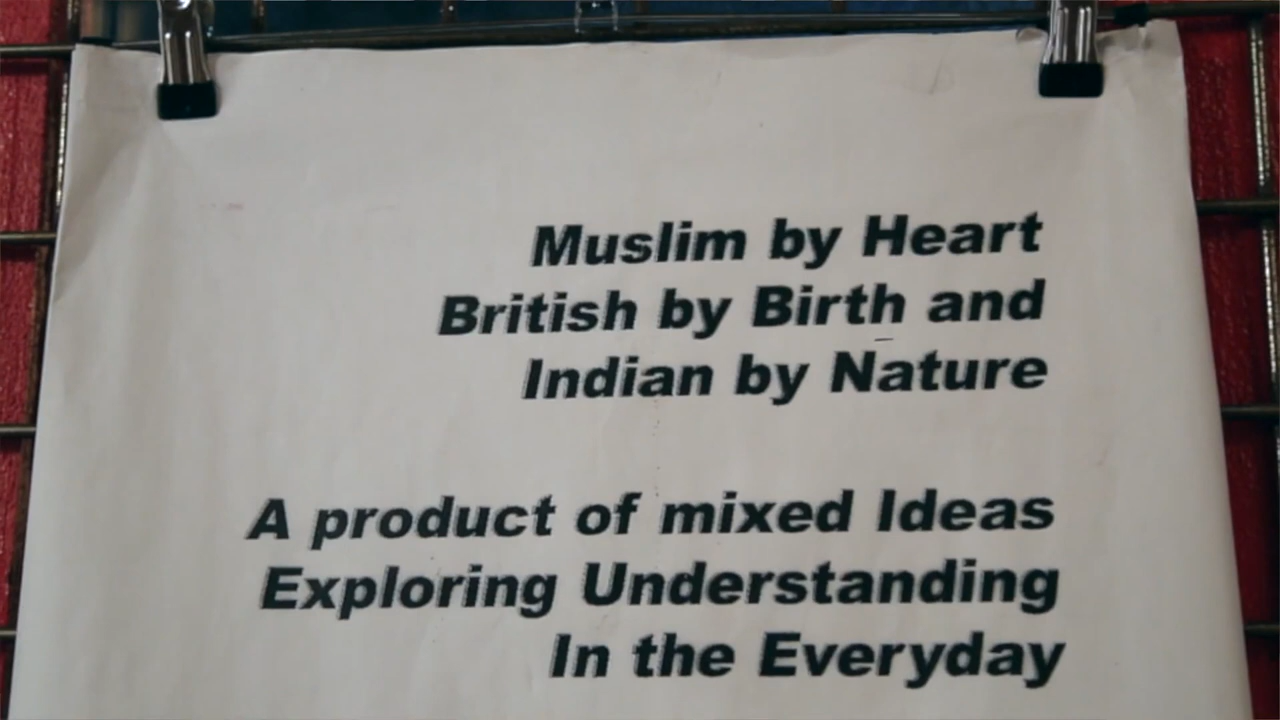 Muslim by Heart
British by Birth and
Indian by Nature
A product of mixed Ideas
Exploring Understanding
In the Everyday